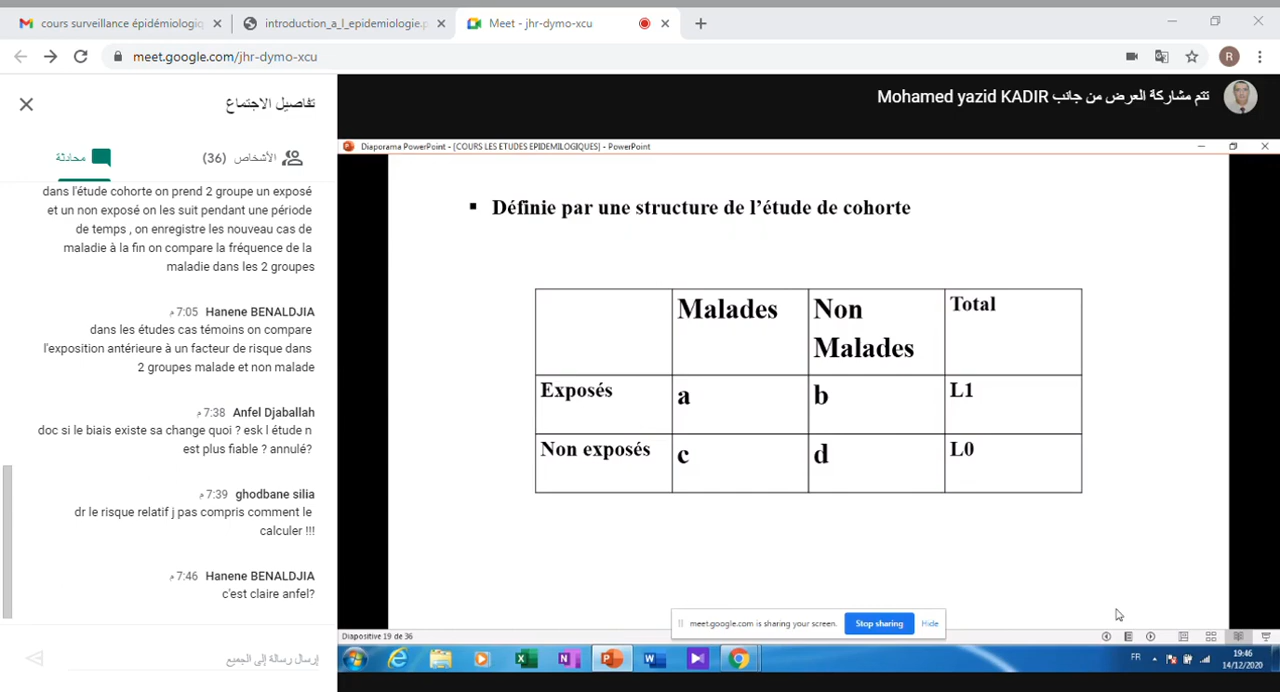 cours surveillance épidémiologiq
introduction_a_l_epidemiologie.p
Meet - jhr-dymo-xcu
meet.google.com/jhr-dymo-xcu
R
تفاصيل الاجتماع
تتم مشاركة العرض من جانب Mohamed yazid KADIR
محادثة
الأشخاص (36)
Diaporama PowerPoint - [COURS LES ETUDES EPIDEMILOGIQUES] - PowerPoint
dans l'étude cohorte on prend 2 groupe un exposé
et un non exposé on les suit pendant une période
de temps , on enregistre les nouveau cas de
maladie à la fin on compare la fréquence de la
maladie dans les 2 groupes
Hanene BENALDJIA 7:05 م
dans les études cas témoins on compare
l'exposition antérieure à un facteur de risque dans
2 groupes malade et non malade
Anfel Djaballah 7:38 م
doc si le biais existe sa change quoi ? esk l étude n
est plus fiable ? annulé?
ghodbane silia 7:39 م
dr le risque relatif j pas compris comment le
calculer !!!
Hanene BENALDJIA 7:46 م
c'est claire anfel?
إرسال رسالة إلى الجميع
▪ Définie par une structure de l'étude de cohorte
Malades
Non
Malades
Total
Exposés a b L1
Non exposés c d L0
meet.google.com is sharing your screen.
Stop sharing
Hide
Diapositive 19 de 36
FR
19:46
14/12/2020